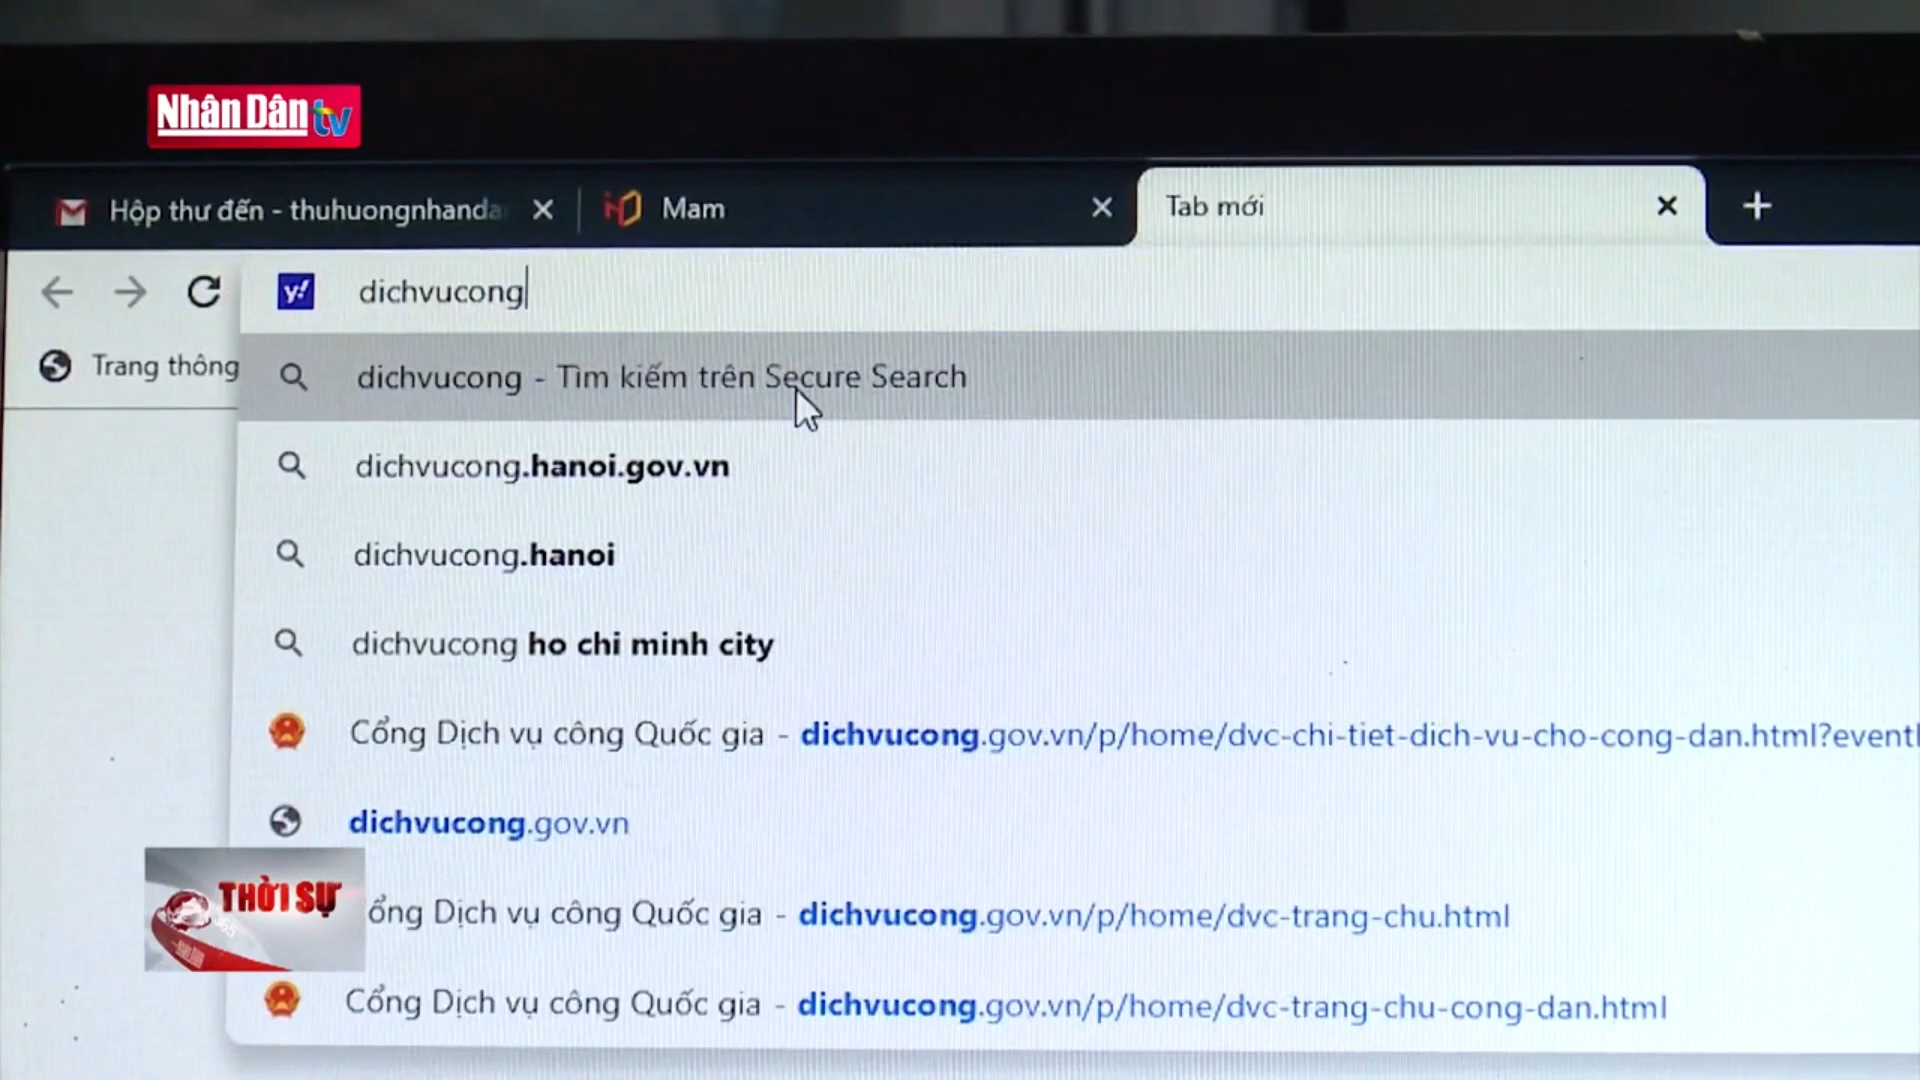 Nhân Dân tv
Hộp thư đến - thuhuongnhanda
Mam
Tab mới
y!
dichvucong
Trang thông
dichvucong - Tìm kiếm trên Secure Search
dichvucong.hanoi.gov.vn
dichvucong.hanoi
dichvucong ho chi minh city
Cổng Dịch vụ công Quốc gia - dichvucong.gov.vn/p/home/dvc-chi-tiet-dich-vu-cho-cong-dan.html?event
dichvucong.gov.vn
THỜI SỰ
365
ổng Dịch vụ công Quốc gia - dichvucong.gov.vn/p/home/dvc-trang-chu.html
Cổng Dịch vụ công Quốc gia - dichvucong.gov.vn/p/home/dvc-trang-chu-cong-dan.html